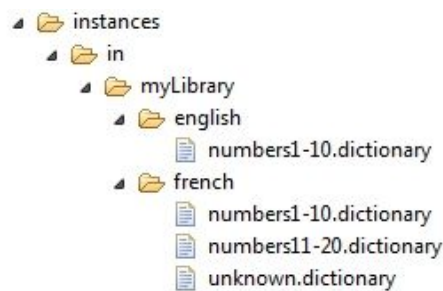 instances
in
myLibrary
english
numbers1-10.dictionary
french
numbers1-10.dictionary
numbers11-20.dictionary
unknown.dictionary